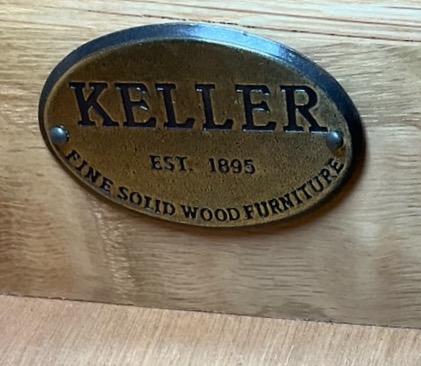 KELLER
EST. 1895
FINE SOLID WOOD FURNITURE